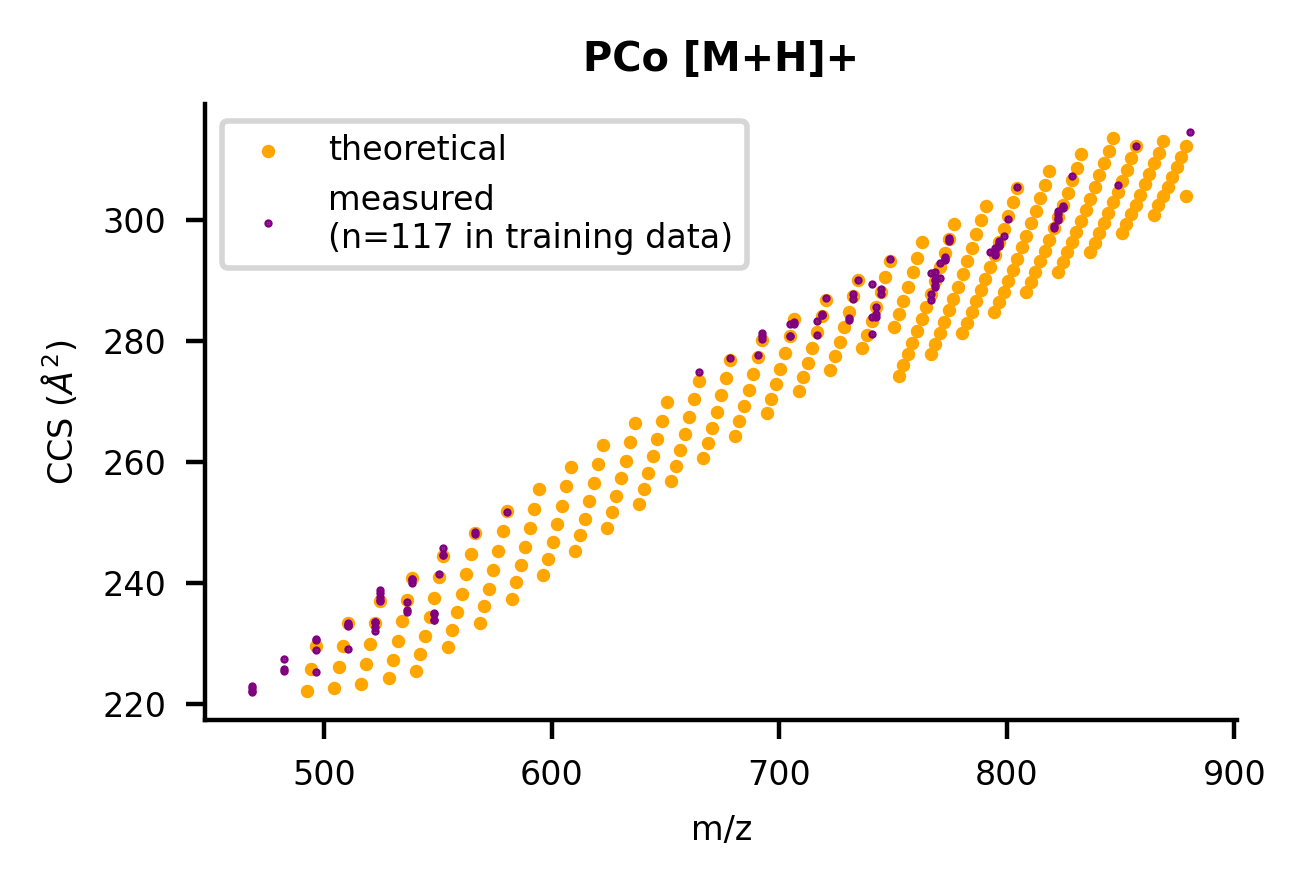 PCo [M+H]+
theoretical
measured
(n=117 in training data)
CCS (Å²)
300
280
260
240
220
500
600
700
800
900
m/z